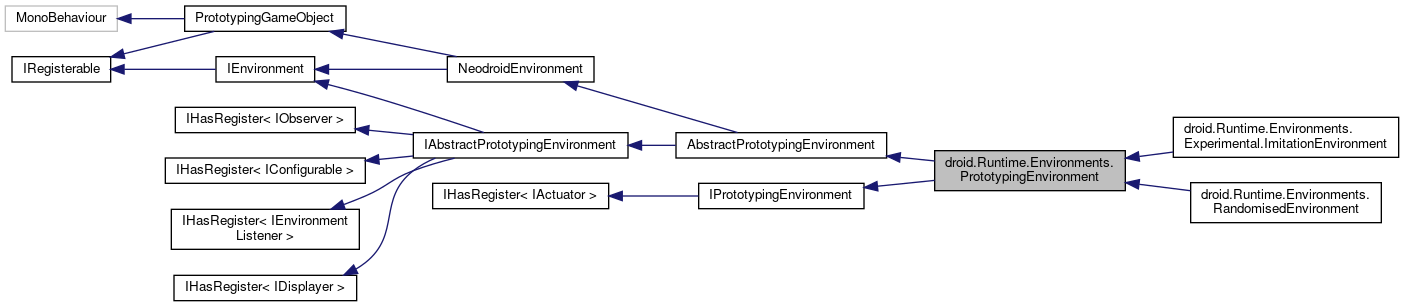 MonoBehaviour
PrototypingGameObject
IRegisterable
IEnvironment
NeodroidEnvironment
IHasRegister< IObserver >
IHasRegister< IConfigurable >
IHasRegister< IEnvironment
Listener >
IHasRegister< IDisplayer >
IAbstractPrototypingEnvironment
AbstractPrototypingEnvironment
IHasRegister< IActuator >
IPrototypingEnvironment
droid.Runtime.Environments.
PrototypingEnvironment
droid.Runtime.Environments.
Experimental.ImitationEnvironment
droid.Runtime.Environments.
RandomisedEnvironment